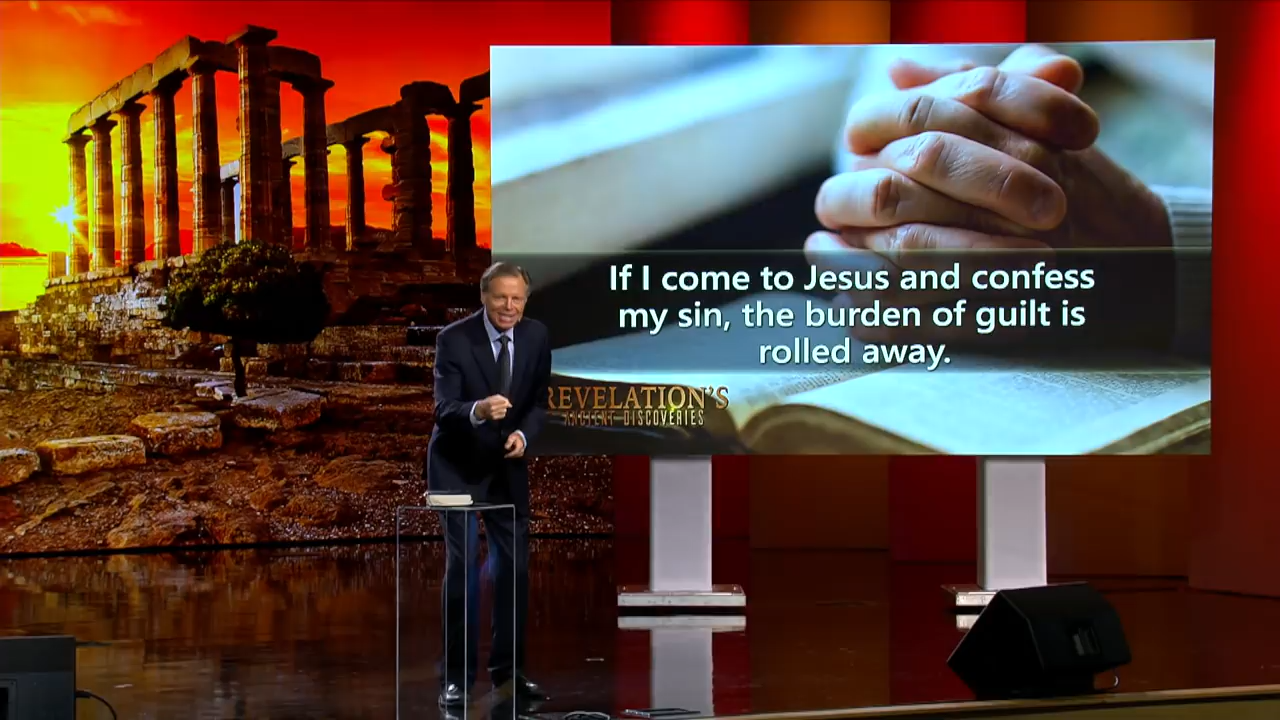 If I come to Jesus and confess
my sin, the burden of guilt is
rolled away.
REVELATION'S
ANCIENT DISCOVERIES